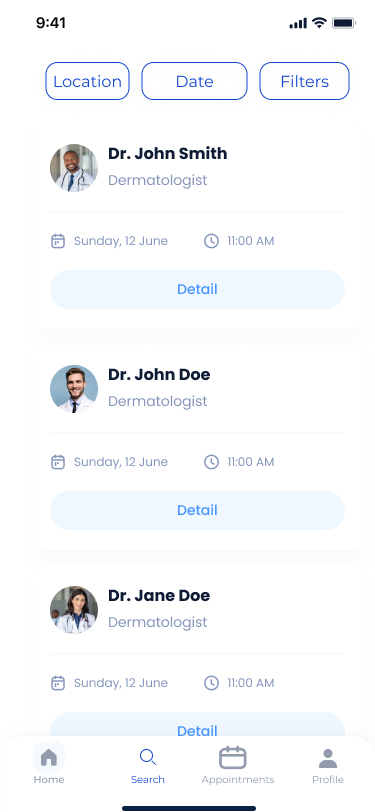 9:41
Location Date Filters
Dr. John Smith
Dermatologist
Sunday, 12 June 11:00 AM
Detail
Dr. John Doe
Dermatologist
Sunday, 12 June 11:00 AM
Detail
Dr. Jane Doe
Dermatologist
Sunday, 12 June 11:00 AM
Detail
Home Search Appointments Profile